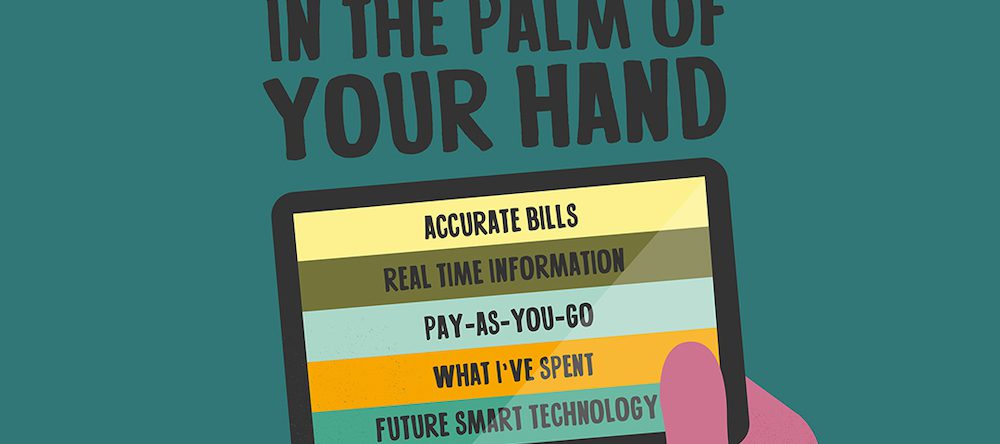 IN THE PALM OF
YOUR HAND
ACCURATE BILLS
REAL TIME INFORMATION
PAY-AS-YOU-GO
WHAT I'VE SPENT
FUTURE SMART TECHNOLOGY